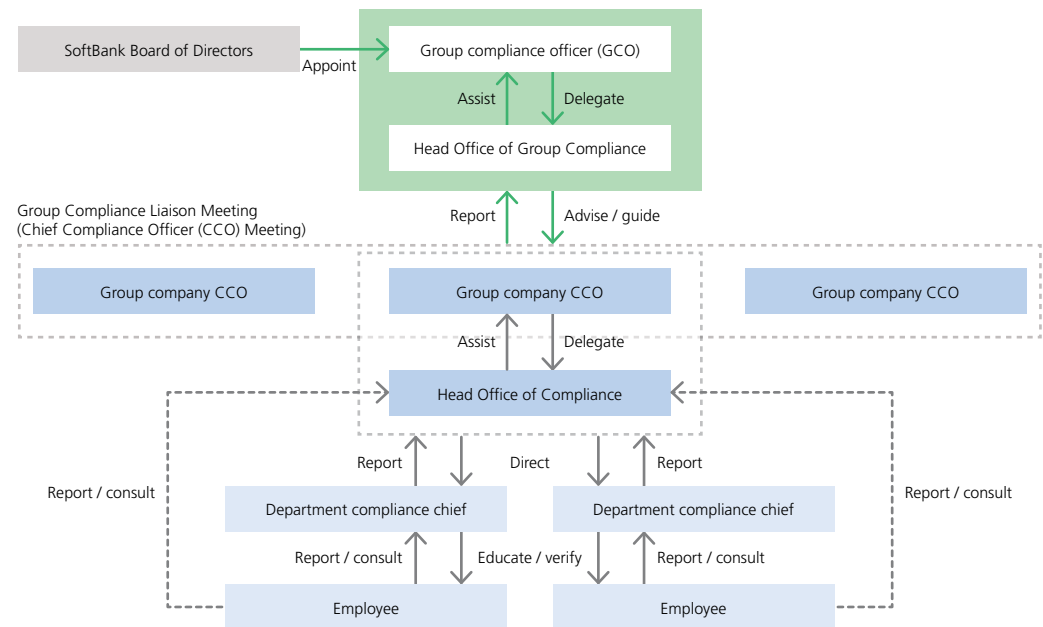 SoftBank Board of Directors
Appoint
Group compliance officer (GCO)
Assist
Delegate
Head Office of Group Compliance
Report
Advise / guide
Group Compliance Liaison Meeting
(Chief Compliance Officer (CCO) Meeting)
Group company CCO
Group company CCO
Group company CCO
Assist
Delegate
Head Office of Compliance
Report
Direct
Report
Report / consult
Report / consult
Department compliance chief
Department compliance chief
Report / consult
Educate / verify
Report / consult
Employee
Employee